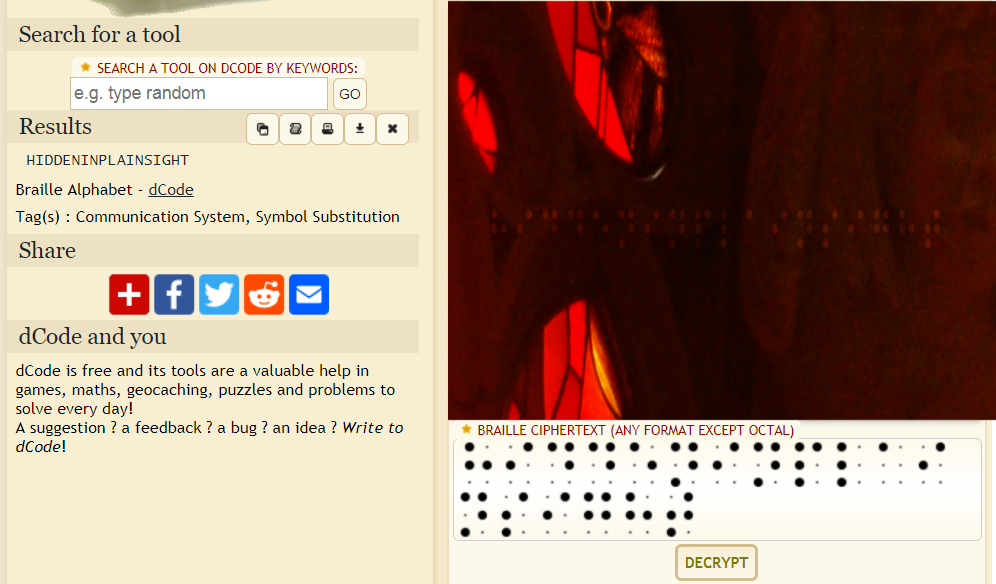 Search for a tool
SEARCH A TOOL ON DCODE BY KEYWORDS:
e.g. type random
GO
Results
HIDDENINPLAINSIGHT
Braille Alphabet - dCode
Tag(s) : Communication System, Symbol Substitution
Share
dCode and you
dCode is free and its tools are a valuable help in
games, maths, geocaching, puzzles and problems to
solve every day!
A suggestion ? a feedback ? a bug ? an idea ? Write to
dCode!
BRAILLE CIPHERTEXT (ANY FORMAT EXCEPT OCTAL)
⠓⠊⠙⠙⠑⠝⠊⠝⠏⠇⠁⠊
⠝⠎⠊⠛⠓⠞
DECRYPT